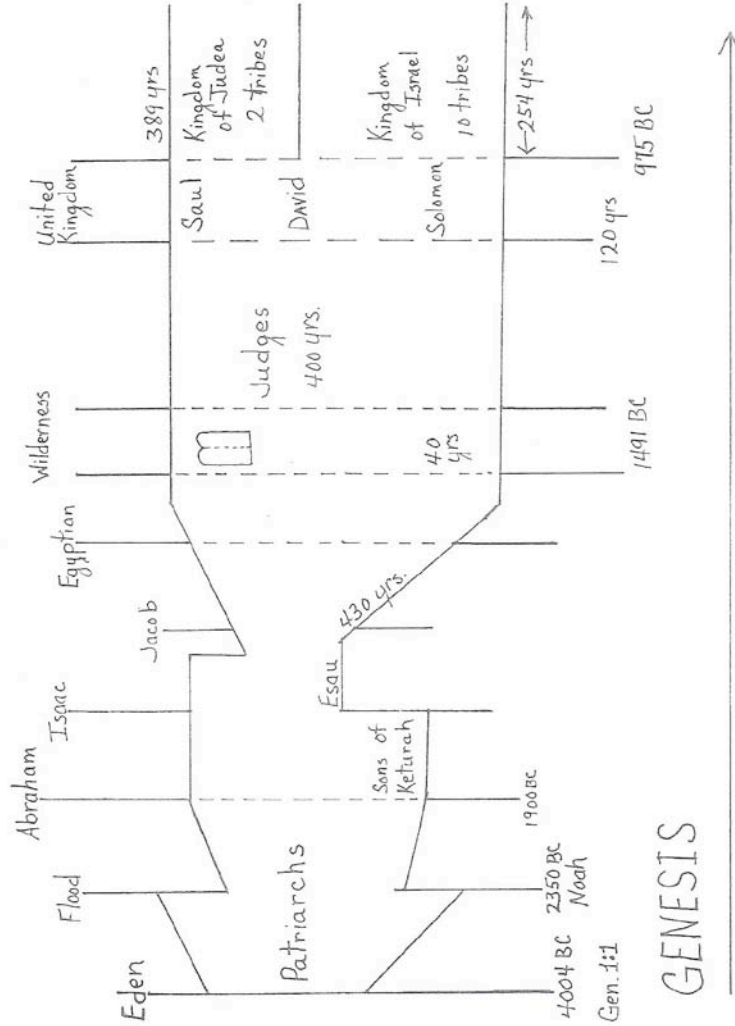 Eden
Flood
Abraham
Isaac
Jacob
Egyptian
Wilderness
United
Kingdom
389 yrs
Patriarchs
Sons of
Keturah
Esau
430 yrs.
40
yrs
Judges
400 yrs.
Saul
DAVID
Solomon
Kingdom
of Judea
2 tribes
Kingdom
of Israel
10 tribes
←254 yrs→
4004 BC
Gen. 1:1
2350 BC
Noah
1900 BC
1491 BC
120 yrs
975 BC
GENESIS